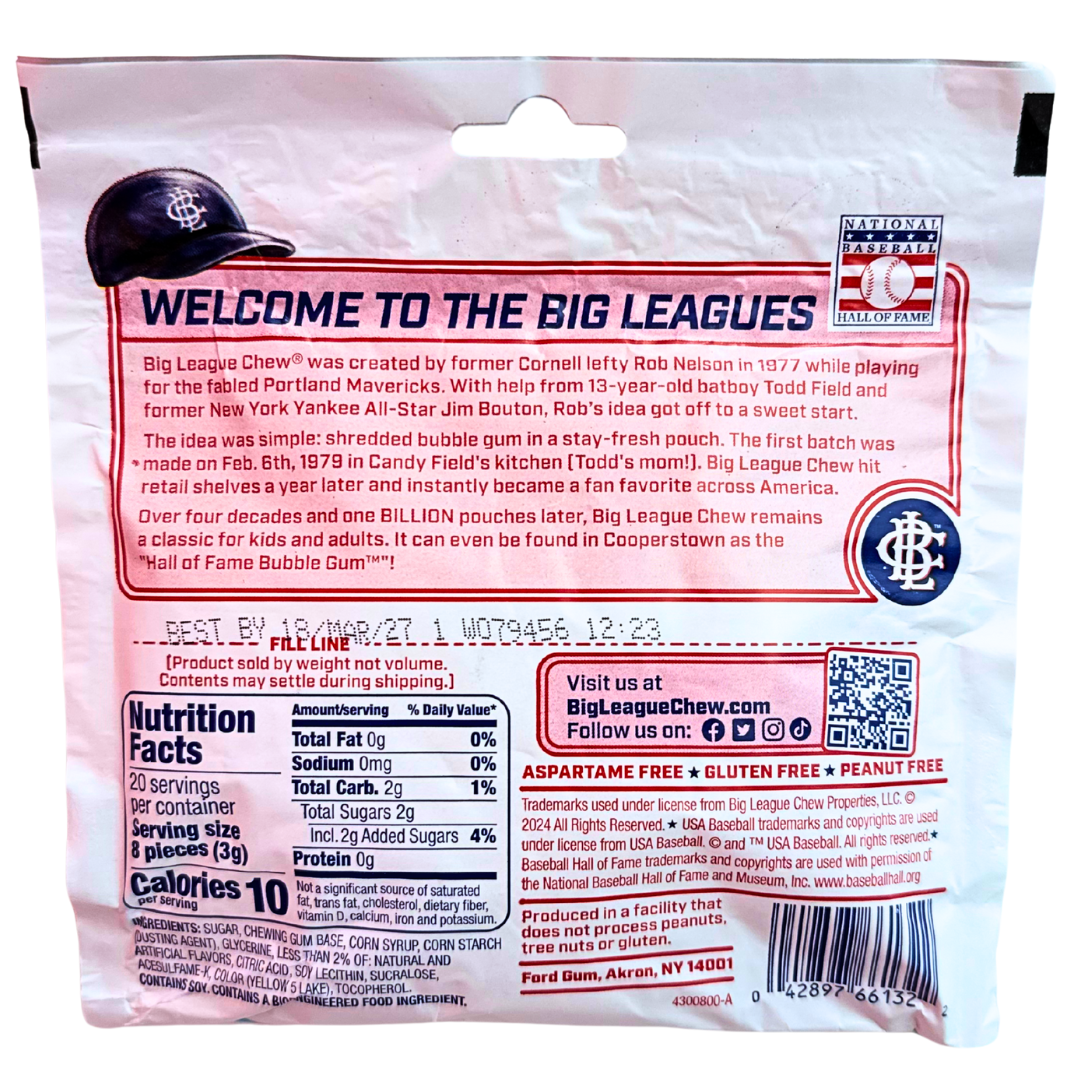 NATIONAL
BASEBALL
HALL OF FAME
WELCOME TO THE BIG LEAGUES
Big League Chew® was created by former Cornell lefty Rob Nelson in 1977 while playing
for the fabled Portland Mavericks. With help from 13-year-old batboy Todd Field and
former New York Yankee All-Star Jim Bouton, Rob's idea got off to a sweet start.
The idea was simple: shredded bubble gum in a stay-fresh pouch. The first batch was
made on Feb. 6th, 1979 in Candy Field's kitchen [Todd's mom!]. Big League Chew hit
retail shelves a year later and instantly became a fan favorite across America.
Over four decades and one BILLION pouches later, Big League Chew remains
a classic for kids and adults. It can even be found in Cooperstown as the
"Hall of Fame Bubble Gum™"!
BEST BY 18/MAR/27 1 W079456 12:23
FILL LINE
[Product sold by weight not volume.
Contents may settle during shipping.]
Nutrition
Facts
20 servings
per container
Serving size
8 pieces (3g)
Calories 10
per serving
Amount/serving % Daily Value*
Total Fat 0g 0%
Sodium 0mg 0%
Total Carb. 2g 1%
Total Sugars 2g
Incl. 2g Added Sugars 4%
Protein 0g
Not a significant source of saturated
fat, trans fat, cholesterol, dietary fiber,
vitamin D, calcium, iron and potassium.
INGREDIENTS: SUGAR, CHEWING GUM BASE, CORN SYRUP, CORN STARCH
(DUSTING AGENT), GLYCERINE, LESS THAN 2% OF: NATURAL AND
ARTIFICIAL FLAVORS, CITRIC ACID, SOY LECITHIN, SUCRALOSE,
ACESULFAME-K, COLOR (YELLOW 5 LAKE), TOCOPHEROL.
CONTAINS SOY. CONTAINS A BIOENGINEERED FOOD INGREDIENT.
Visit us at
BigLeagueChew.com
Follow us on:
ASPARTAME FREE ★ GLUTEN FREE ★ PEANUT FREE
Trademarks used under license from Big League Chew Properties, LLC. ©
2024 All Rights Reserved. ★ USA Baseball trademarks and copyrights are used
under license from USA Baseball. © and ™ USA Baseball. All rights reserved.★
Baseball Hall of Fame trademarks and copyrights are used with permission of
the National Baseball Hall of Fame and Museum, Inc. www.baseballhall.org
Produced in a facility that
does not process peanuts,
tree nuts or gluten.
Ford Gum, Akron, NY 14001
4300800-A
0 42897 66132 2